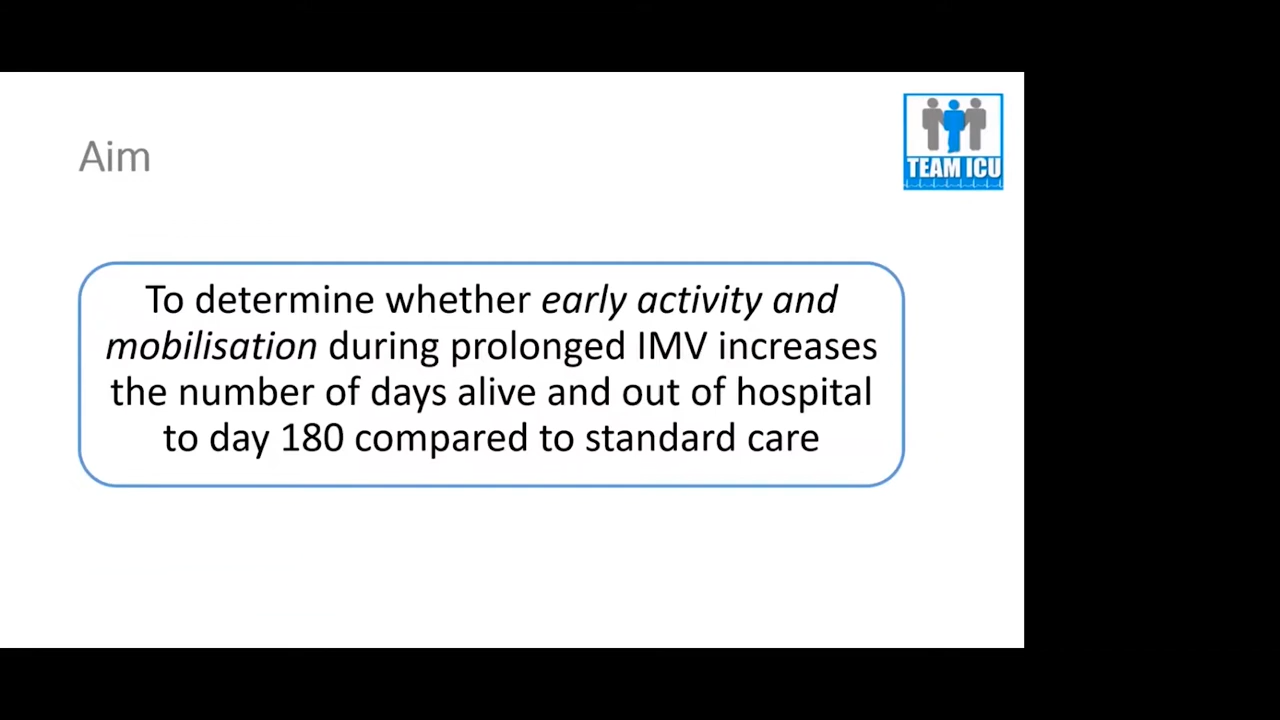 Aim
TEAM ICU
To determine whether early activity and
mobilisation during prolonged IMV increases
the number of days alive and out of hospital
to day 180 compared to standard care